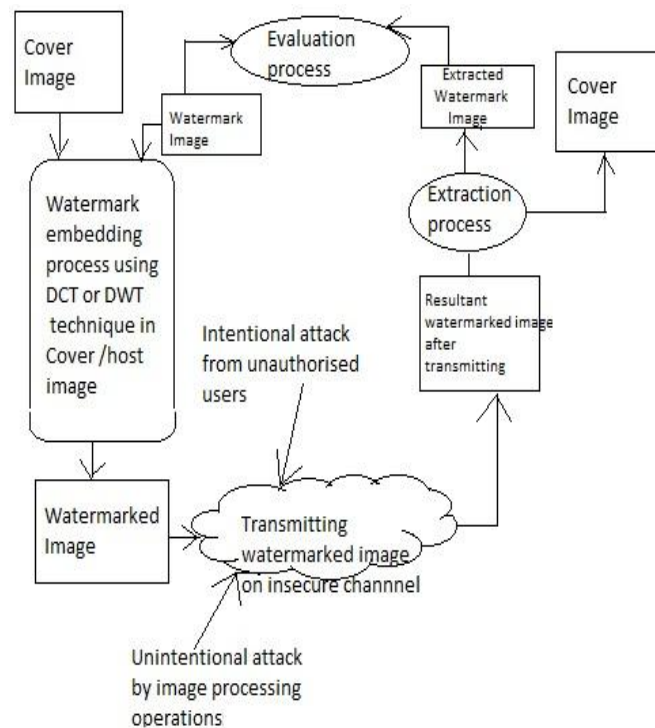 Cover
Image
Evaluation
process
Watermark
Image
Extracted
Watermark
Image
Cover
Image
Watermark
embedding
process using
DCT or DWT
technique in
Cover /host
image
Extraction
process
Resultant
watermarked image
after
transmitting
Intentional attack
from unauthorised
users
Watermarked
Image
Transmitting
watermarked image
on insecure channnel
Unintentional attack
by image processing
operations